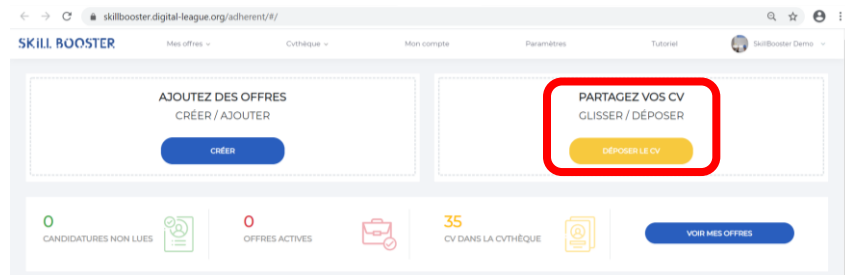 skillbooster.digital-league.org/adherent/#/
SKiLL BOOSTER Mes offres Cvthèque Mon compte Paramètres Tutoriel SkillBooster Demo
AJOUTEZ DES OFFRES
CRÉER / AJOUTER
CRÉER
PARTAGEZ VOS CV
GLISSER / DÉPOSER
DÉPOSER LE CV
0
CANDIDATURES NON LUES
0
OFFRES ACTIVES
35
CV DANS LA CVTHÈQUE
VOIR MES OFFRES